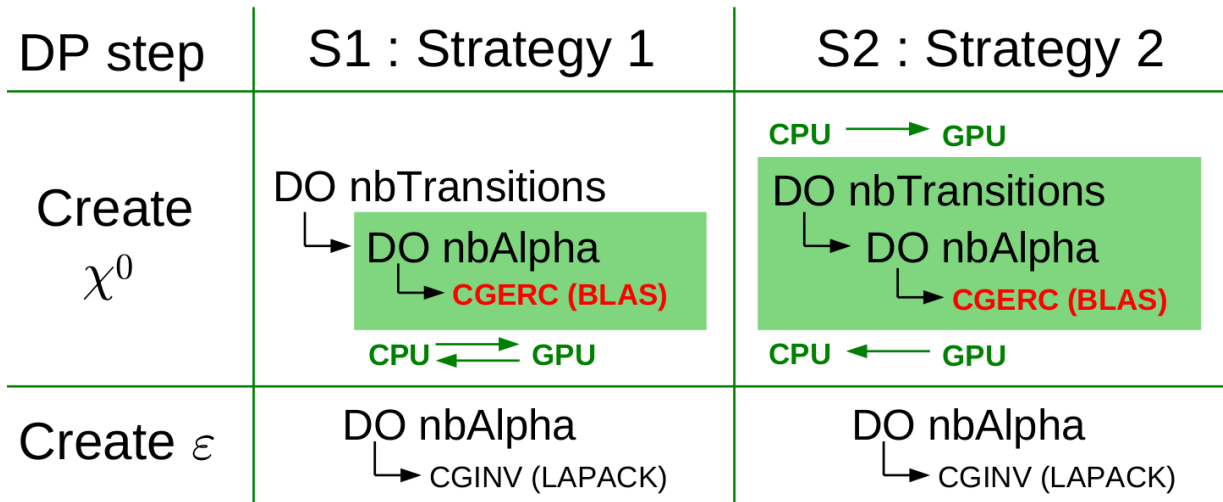 DP step
S1 : Strategy 1
S2 : Strategy 2
Create
χ⁰
DO nbTransitions
DO nbAlpha
CGERC (BLAS)
CPU GPU
CPU GPU
DO nbTransitions
DO nbAlpha
CGERC (BLAS)
CPU GPU
Create ε
DO nbAlpha
CGINV (LAPACK)
DO nbAlpha
CGINV (LAPACK)